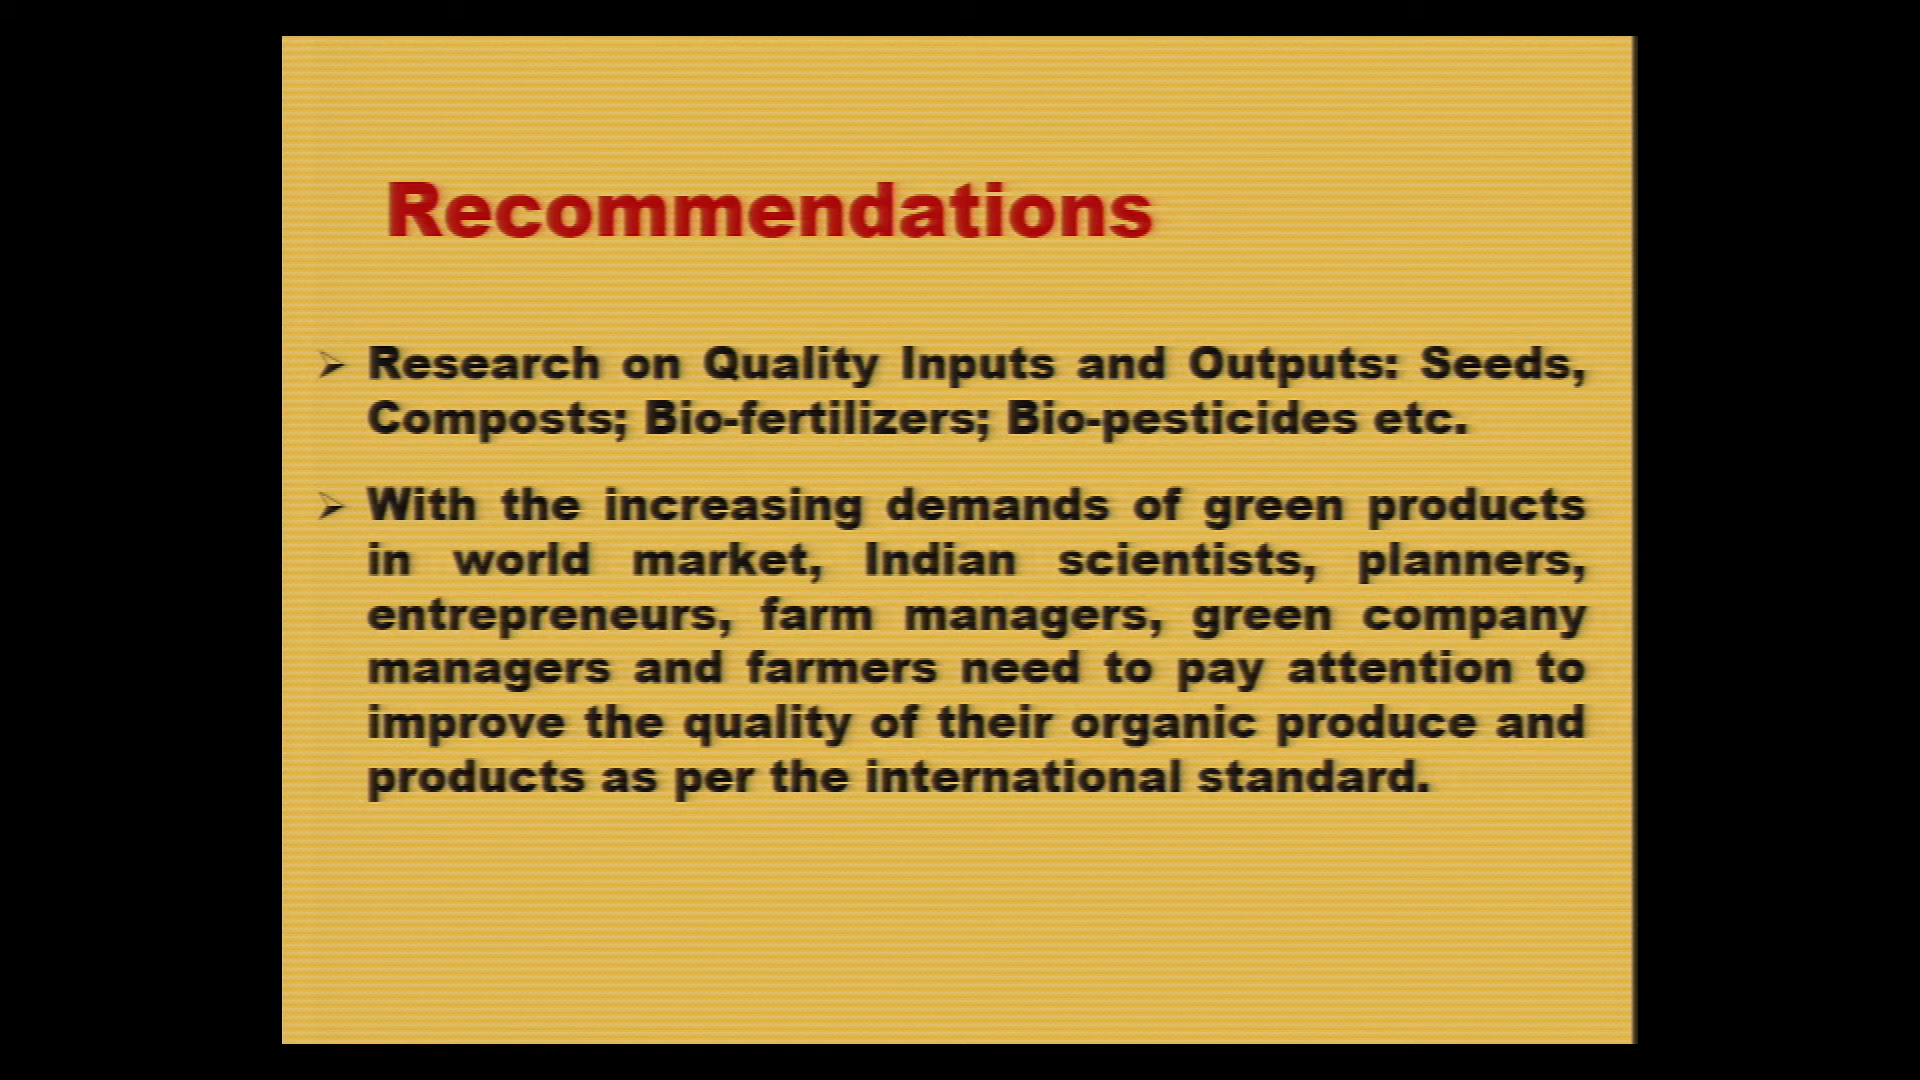 Recommendations
➢ Research on Quality Inputs and Outputs: Seeds,
Composts; Bio-fertilizers; Bio-pesticides etc.
➢ With the increasing demands of green products
in world market, Indian scientists, planners,
entrepreneurs, farm managers, green company
managers and farmers need to pay attention to
improve the quality of their organic produce and
products as per the international standard.